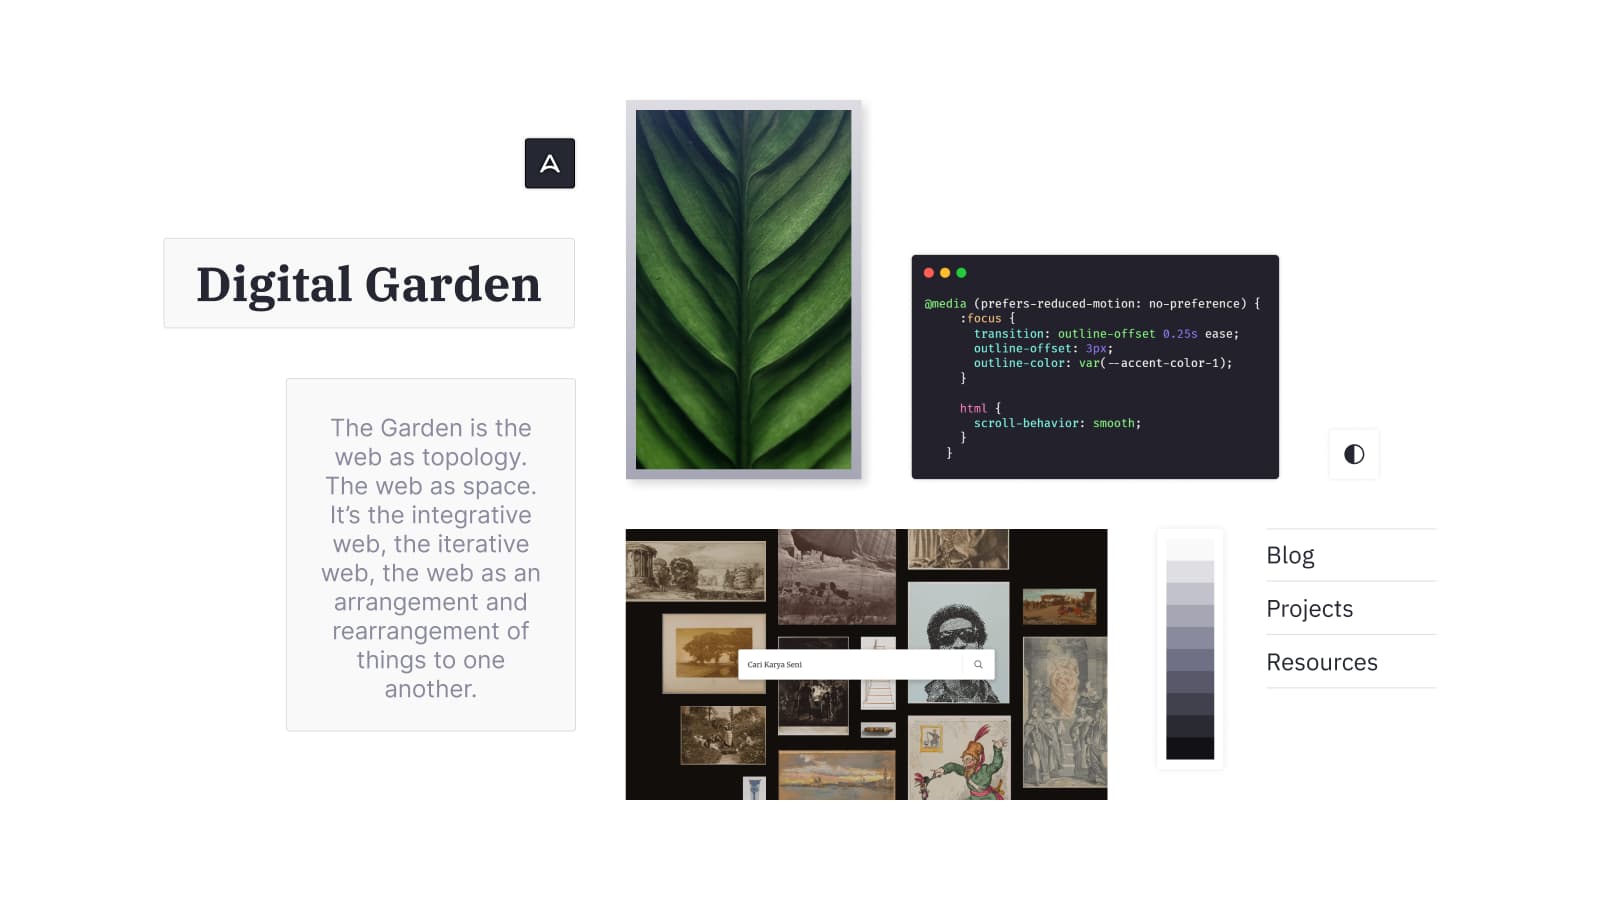 A
Digital Garden
The Garden is the
web as topology.
The web as space.
It’s the integrative
web, the iterative
web, the web as an
arrangement and
rearrangement of
things to one
another.
@media (prefers-reduced-motion: no-preference) {
:focus {
transition: outline-offset 0.25s ease;
outline-offset: 3px;
outline-color: var(--accent-color-1);
}
html {
scroll-behavior: smooth;
}
}
Cari Karya Seni
Blog
Projects
Resources